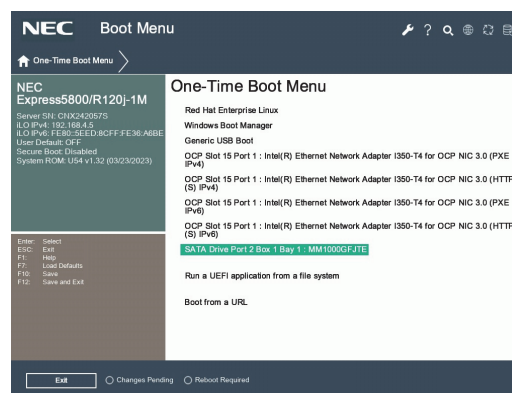 NEC Boot Menu
One-Time Boot Menu
NEC
Express5800/R120j-1M
Server SN: CNX242057S
iLO IPv4: 192.168.4.5
iLO IPv6: FE80::5EED:8CFF:FE36:A6BE
User Default: OFF
Secure Boot: Disabled
System ROM: U54 v1.32 (03/23/2023)
Enter: Select
ESC: Exit
F1: Help
F7: Load Defaults
F10: Save
F12: Save and Exit
One-Time Boot Menu
Red Hat Enterprise Linux
Windows Boot Manager
Generic USB Boot
OCP Slot 15 Port 1 : Intel(R) Ethernet Network Adapter I350-T4 for OCP NIC 3.0 (PXE
IPv4)
OCP Slot 15 Port 1 : Intel(R) Ethernet Network Adapter I350-T4 for OCP NIC 3.0 (HTTP
(S) IPv4)
OCP Slot 15 Port 1 : Intel(R) Ethernet Network Adapter I350-T4 for OCP NIC 3.0 (PXE
IPv6)
OCP Slot 15 Port 1 : Intel(R) Ethernet Network Adapter I350-T4 for OCP NIC 3.0 (HTTP
(S) IPv6)
SATA Drive Port 2 Box 1 Bay 1 : MM1000GFJTE
Run a UEFI application from a file system
Boot from a URL
Exit Changes Pending Reboot Required